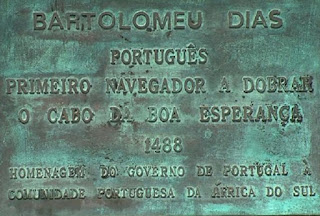 BARTOLOMEU DIAS
PORTUGUÊS
PRIMEIRO NAVEGADOR A DOBRAR
O CABO DA BOA ESPERANÇA
1488
HOMENAGEM DO GOVERNO DE PORTUGAL À
COMUNIDADE PORTUGUESA DA ÁFRICA DO SUL